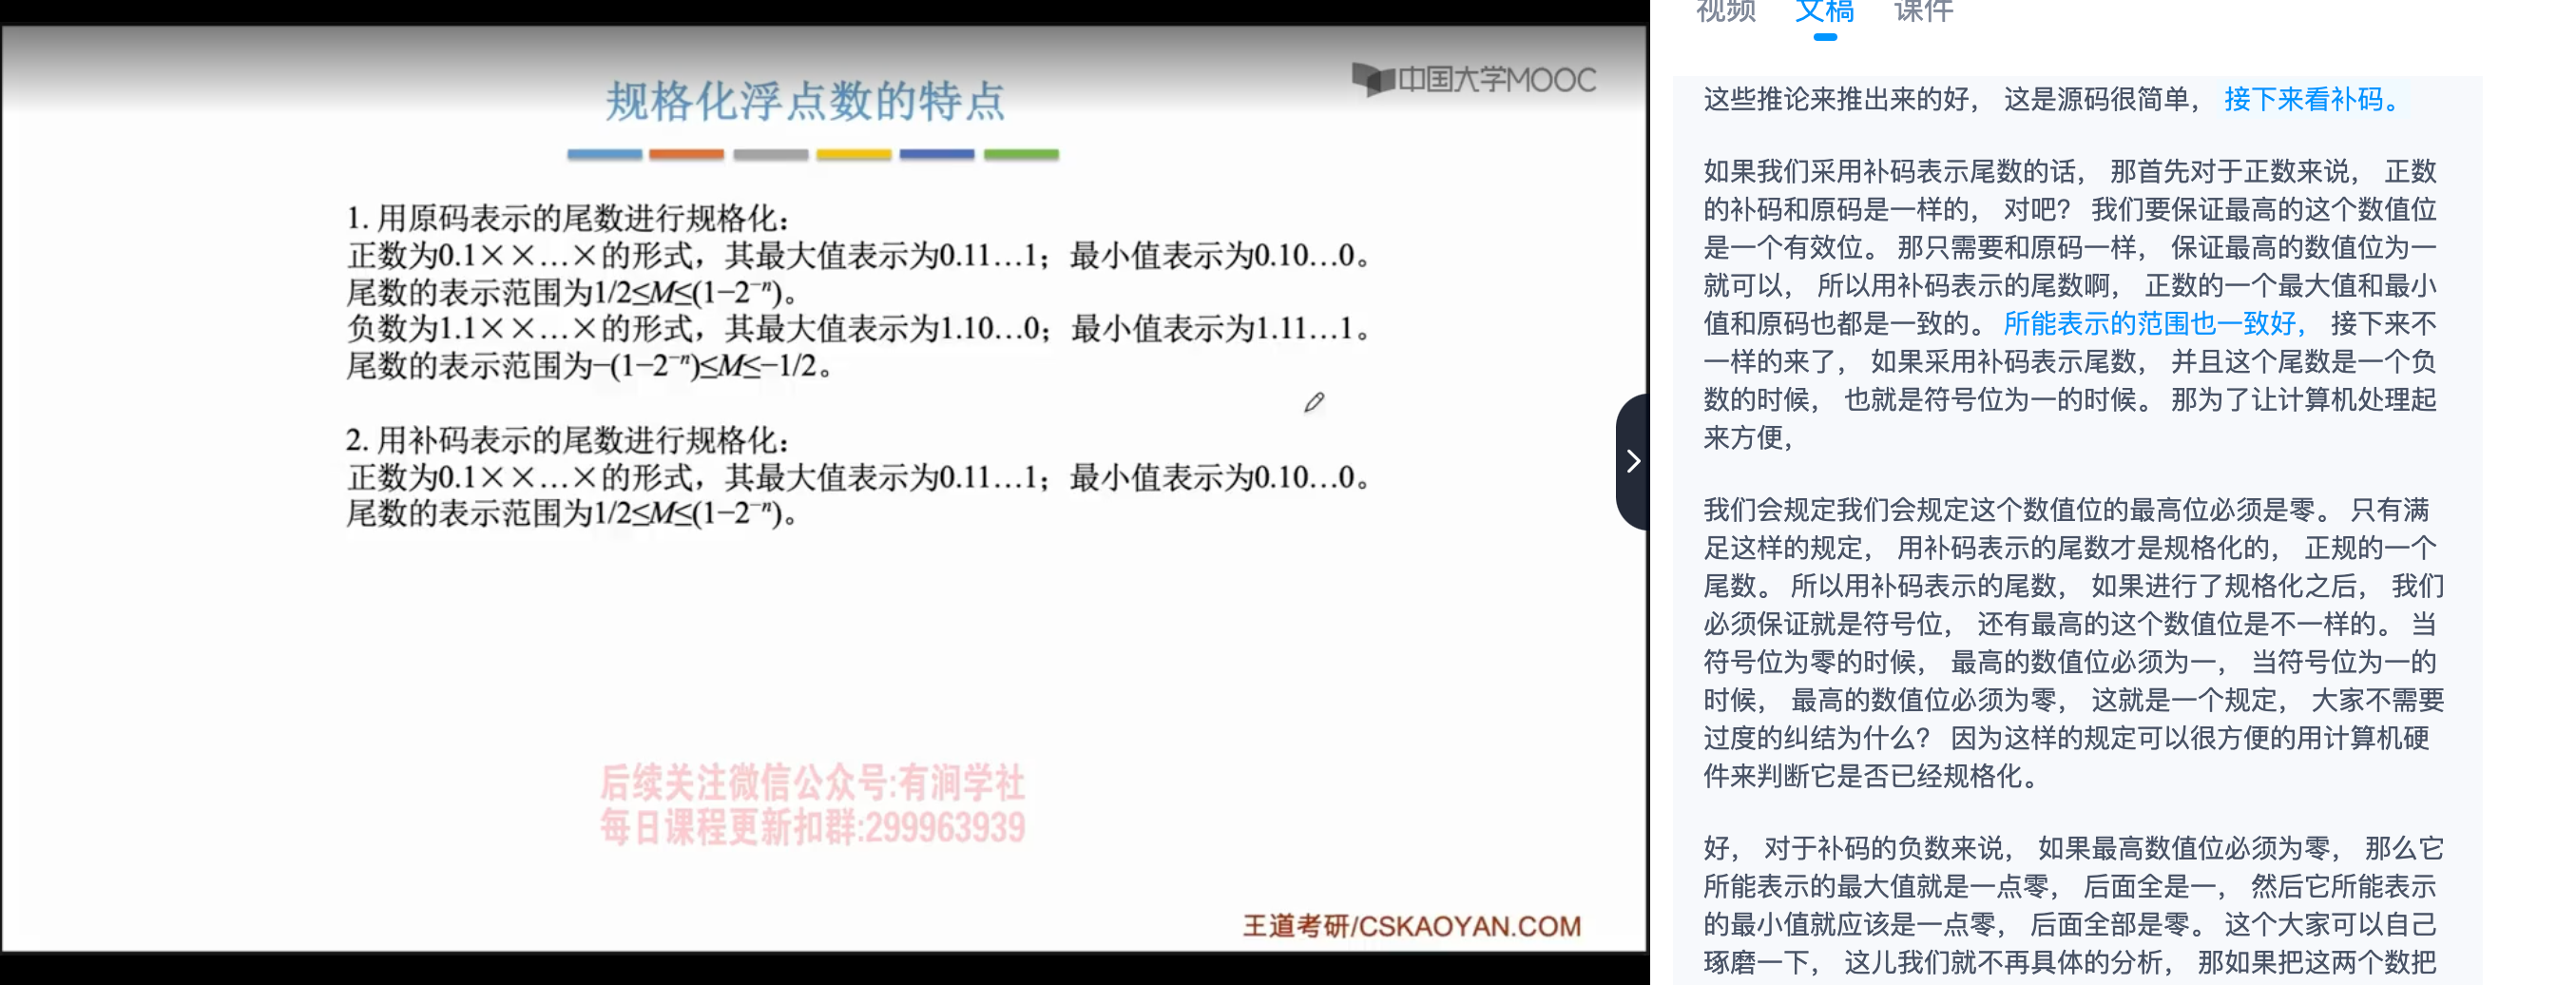 规格化浮点数的特点
中国大学MOOC
1. 用原码表示的尾数进行规格化：
正数为0.1××…×的形式，其最大值表示为0.11…1；最小值表示为0.10…0。
尾数的表示范围为1/2≤M≤(1−2⁻ⁿ)。
负数为1.1××…×的形式，其最大值表示为1.10…0；最小值表示为1.11…1。
尾数的表示范围为−(1−2⁻ⁿ)≤M≤−1/2。
2. 用补码表示的尾数进行规格化：
正数为0.1××…×的形式，其最大值表示为0.11…1；最小值表示为0.10…0。
尾数的表示范围为1/2≤M≤(1−2⁻ⁿ)。
后续关注微信公众号:有涧学社
每日课程更新扣群:299963939
王道考研/CSKAOYAN.COM
视频 文稿 课件
这些推论来推出来的好， 这是源码很简单， 接下来看补码。
如果我们采用补码表示尾数的话， 那首先对于正数来说， 正数
的补码和原码是一样的， 对吧？ 我们要保证最高的这个数值位
是一个有效位。 那只需要和原码一样， 保证最高的数值位为一
就可以， 所以用补码表示的尾数啊， 正数的一个最大值和最小
值和原码也都是一致的。 所能表示的范围也一致好， 接下来不
一样的来了， 如果采用补码表示尾数， 并且这个尾数是一个负
数的时候， 也就是符号位为一的时候。 那为了让计算机处理起
来方便，
我们会规定我们会规定这个数值位的最高位必须是零。 只有满
足这样的规定， 用补码表示的尾数才是规格化的， 正规的一个
尾数。 所以用补码表示的尾数， 如果进行了规格化之后， 我们
必须保证就是符号位， 还有最高的这个数值位是不一样的。 当
符号位为零的时候， 最高的数值位必须为一， 当符号位为一的
时候， 最高的数值位必须为零， 这就是一个规定， 大家不需要
过度的纠结为什么？ 因为这样的规定可以很方便的用计算机硬
件来判断它是否已经规格化。
好， 对于补码的负数来说， 如果最高数值位必须为零， 那么它
所能表示的最大值就是一点零， 后面全是一， 然后它所能表示
的最小值就应该是一点零， 后面全部是零。 这个大家可以自己
琢磨一下， 这儿我们就不再具体的分析， 那如果把这两个数把